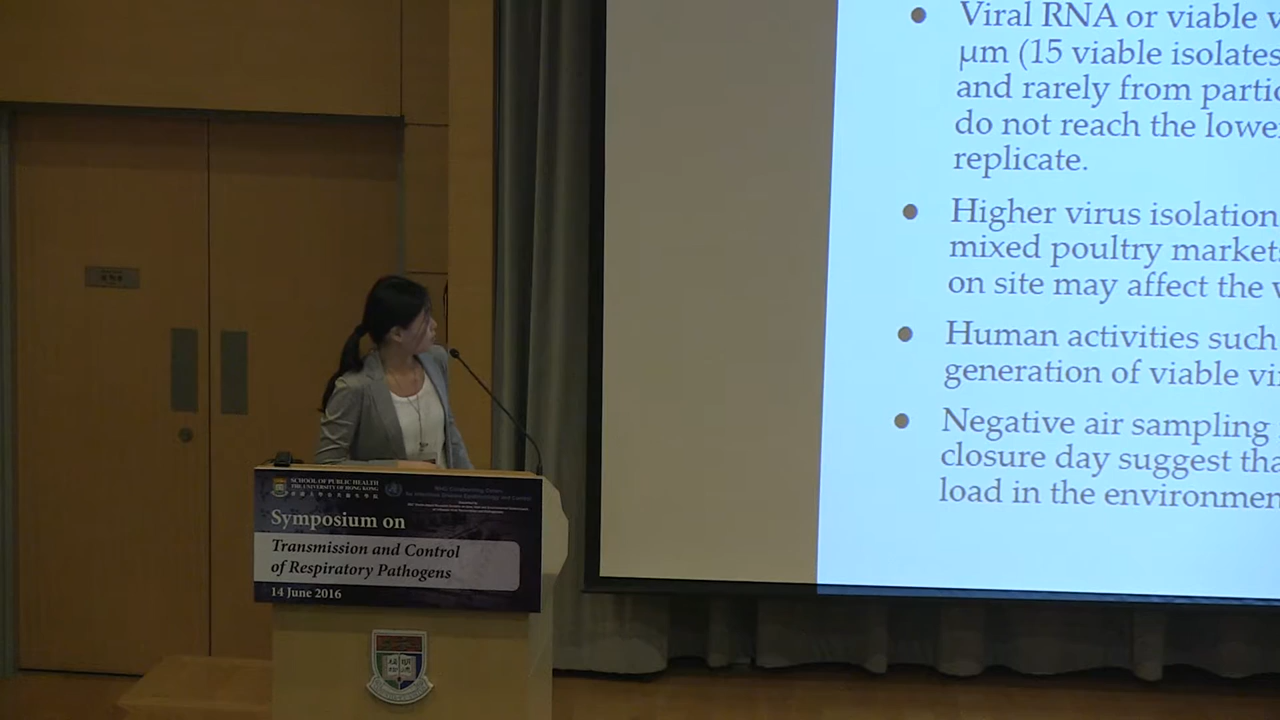 Viral RNA or viable v
μm (15 viable isolates
and rarely from partic
do not reach the lowe
replicate.
Higher virus isolation
mixed poultry markets
on site may affect the v
Human activities such
generation of viable vi
Negative air sampling
closure day suggest tha
load in the environmen
SCHOOL OF PUBLIC HEALTH
THE UNIVERSITY OF HONG KONG
Symposium on
Transmission and Control
of Respiratory Pathogens
14 June 2016